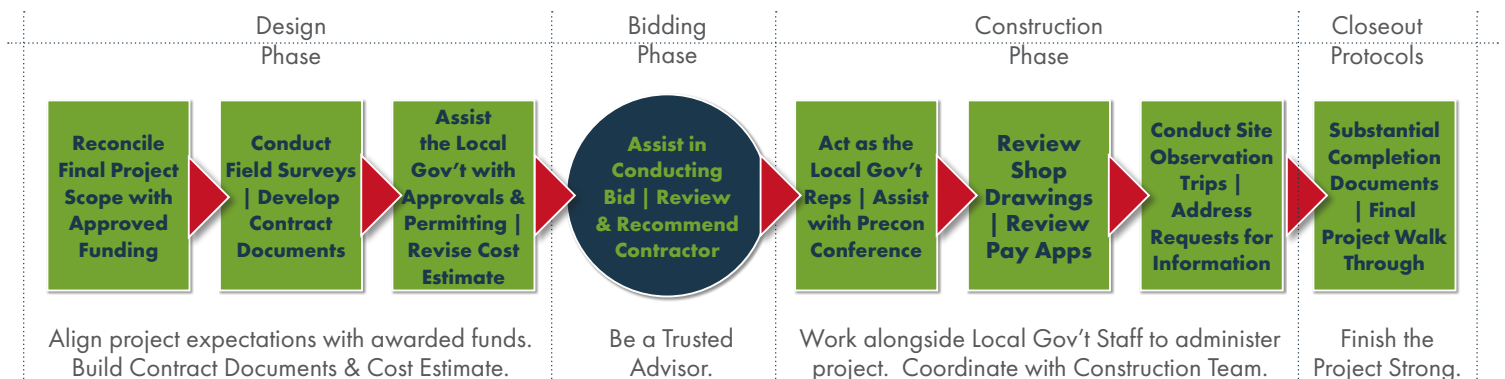 Design
Phase
Bidding
Phase
Construction
Phase
Closeout
Protocols
Reconcile
Final Project
Scope with
Approved
Funding
Conduct
Field Surveys
| Develop
Contract
Documents
Assist
the Local
Gov't with
Approvals &
Permitting |
Revise Cost
Estimate
Assist in
Conducting
Bid | Review
& Recommend
Contractor
Act as the
Local Gov't
Reps | Assist
with Precon
Conference
Review
Shop
Drawings
| Review
Pay Apps
Conduct Site
Observation
Trips |
Address
Requests for
Information
Substantial
Completion
Documents
| Final
Project Walk
Through
Align project expectations with awarded funds.
Build Contract Documents & Cost Estimate.
Be a Trusted
Advisor.
Work alongside Local Gov't Staff to administer
project.  Coordinate with Construction Team.
Finish the
Project Strong.